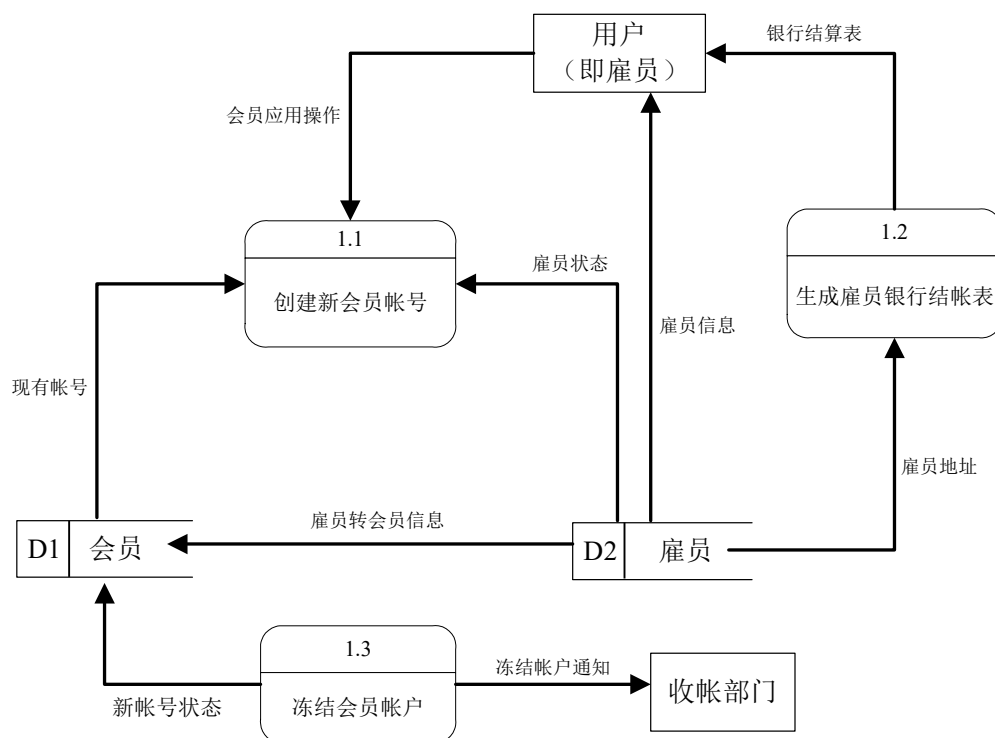 用户
（即雇员）
银行结算表
会员应用操作
1.1
创建新会员帐号
雇员状态
雇员信息
1.2
生成雇员银行结帐表
现有帐号
雇员地址
D1
会员
雇员转会员信息
D2
雇员
1.3
冻结会员帐户
新帐号状态
冻结帐户通知
收帐部门